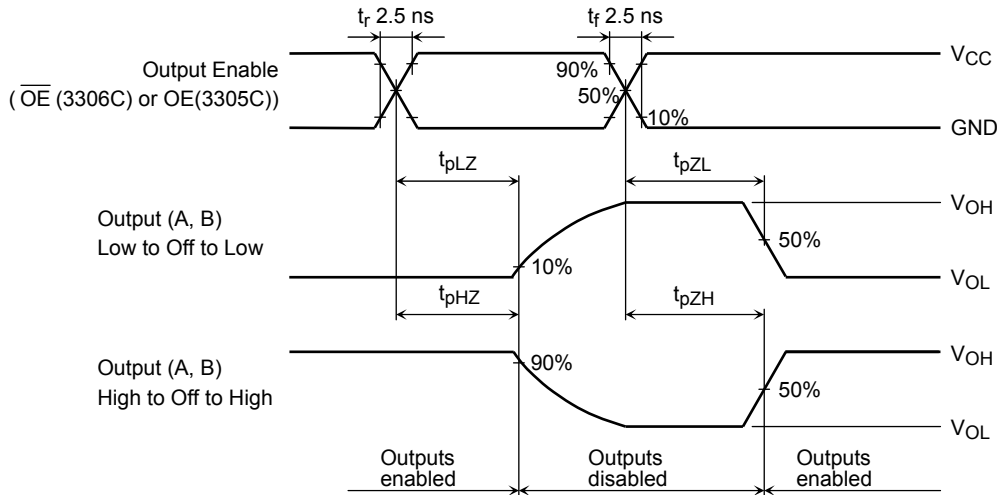 tr 2.5 ns
tf 2.5 ns
Output Enable
( OE (3306C) or OE(3305C))
90%
50%
10%
VCC
GND
tpLZ
tpZL
Output (A, B)
Low to Off to Low
10%
50%
VOH
VOL
tpHZ
tpZH
Output (A, B)
High to Off to High
90%
50%
VOH
VOL
Outputs
enabled
Outputs
disabled
Outputs
enabled